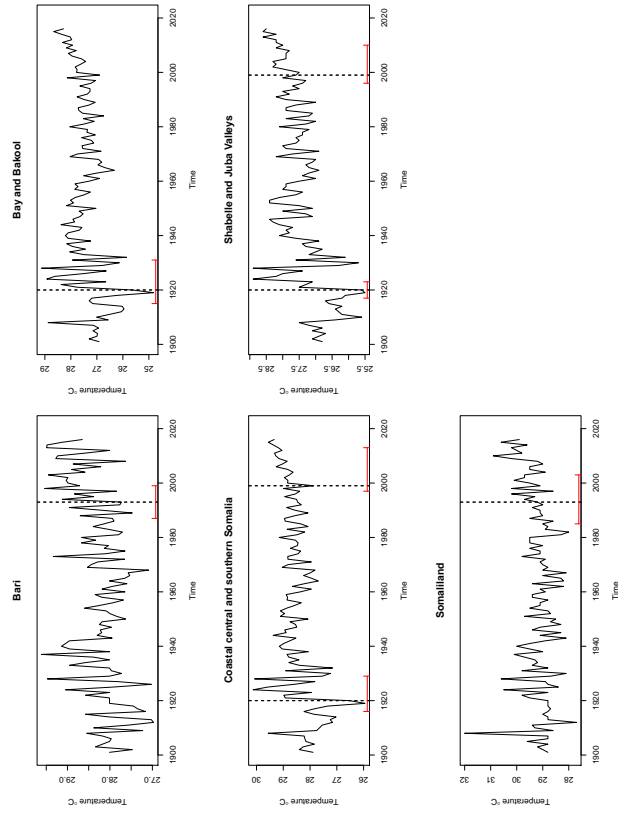 Bari
Temperature °C
29.0
28.0
27.0
1900 1920 1940 1960 1980 2000 2020
Time
Bay and Bakool
Temperature °C
29
28
27
26
25
1900 1920 1940 1960 1980 2000 2020
Time
Coastal central and southern Somalia
Temperature °C
30
29
28
27
26
1900 1920 1940 1960 1980 2000 2020
Time
Shabelle and Juba Valleys
Temperature °C
28.5
27.5
26.5
25.5
1900 1920 1940 1960 1980 2000 2020
Time
Somaliland
Temperature °C
32
31
30
29
28
1900 1920 1940 1960 1980 2000 2020
Time